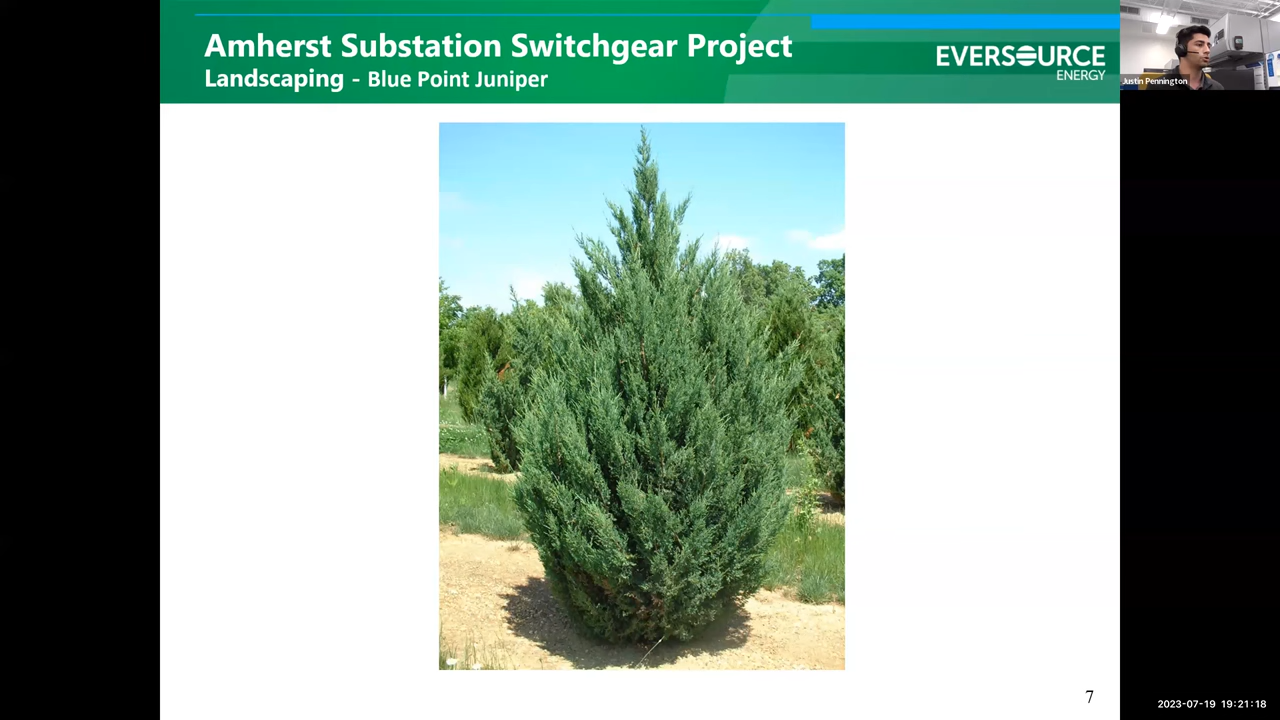 Amherst Substation Switchgear Project
Landscaping - Blue Point Juniper
EVERSOURCE
ENERGY
Justin Pennington
7
2023-07-19 19:21:18